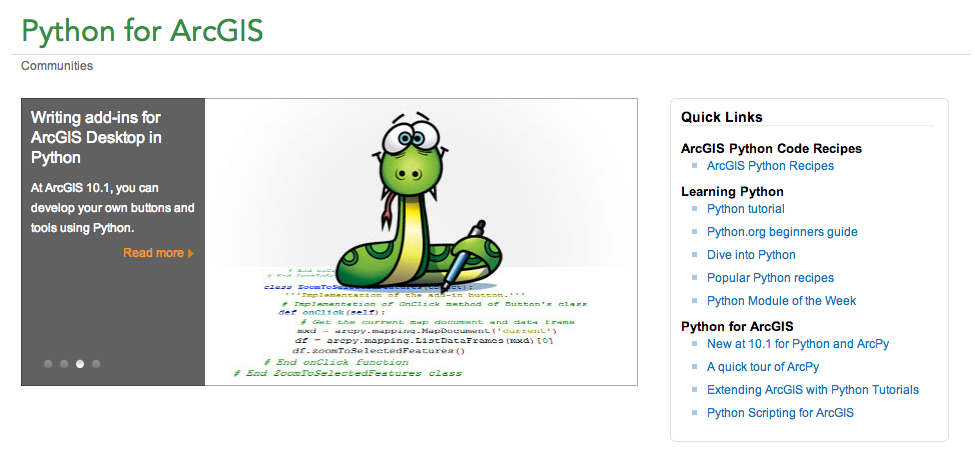 Python for ArcGIS
Communities
Writing add-ins for
ArcGIS Desktop in
Python
At ArcGIS 10.1, you can
develop your own buttons and
tools using Python.
Read more
class ZoomToSelectedFeatures(object):
'''Implementation of the add-in button.'''
# Implementation of OnClick method of Button's class
def onClick(self):
# Get the current map document and data frame
mxd = arcpy.mapping.MapDocument('current')
df = arcpy.mapping.ListDataFrames(mxd)[0]
df.zoomToSelectedFeatures()
# End onClick function
# End ZoomToSelectedFeatures class
Quick Links
ArcGIS Python Code Recipes
ArcGIS Python Recipes
Learning Python
Python tutorial
Python.org beginners guide
Dive into Python
Popular Python recipes
Python Module of the Week
Python for ArcGIS
New at 10.1 for Python and ArcPy
A quick tour of ArcPy
Extending ArcGIS with Python Tutorials
Python Scripting for ArcGIS